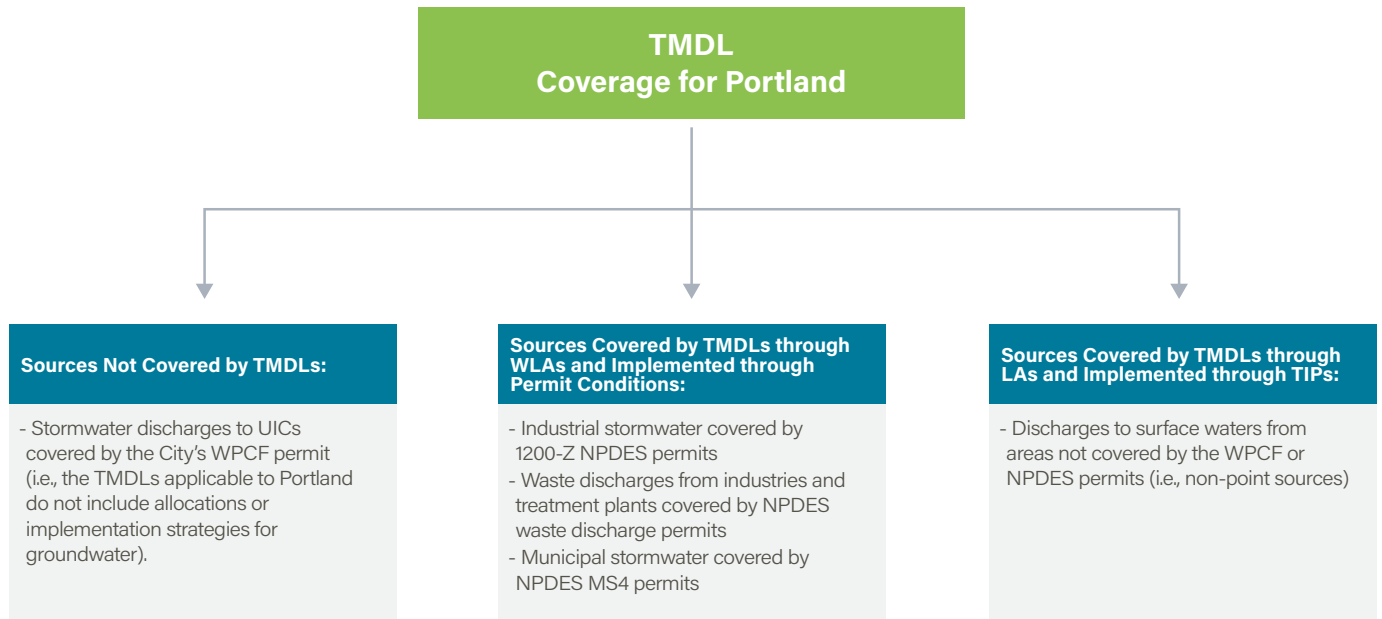 TMDL
Coverage for Portland
Sources Not Covered by TMDLs:
- Stormwater discharges to UICs
covered by the City's WPCF permit
(i.e., the TMDLs applicable to Portland
do not include allocations or
implementation strategies for
groundwater).
Sources Covered by TMDLs through
WLAs and Implemented through
Permit Conditions:
- Industrial stormwater covered by
1200-Z NPDES permits
- Waste discharges from industries and
treatment plants covered by NPDES
waste discharge permits
- Municipal stormwater covered by
NPDES MS4 permits
Sources Covered by TMDLs through
LAs and Implemented through TIPs:
- Discharges to surface waters from
areas not covered by the WPCF or
NPDES permits (i.e., non-point sources)